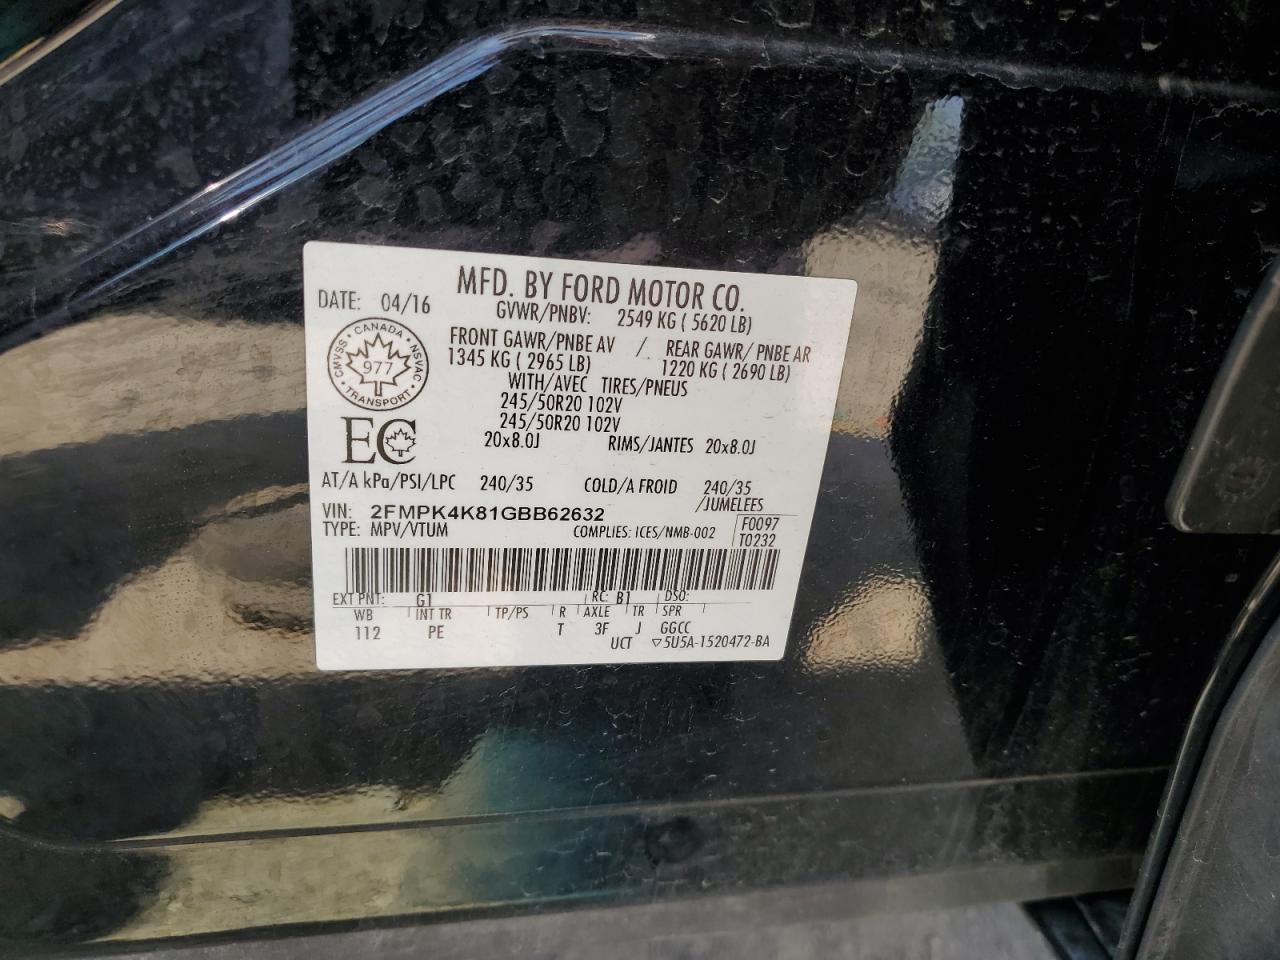 MFD. BY FORD MOTOR CO.
DATE: 04/16 GVWR/PNBV: 2549 KG ( 5620 LB)
FRONT GAWR/PNBE AV / REAR GAWR/ PNBE AR
1345 KG ( 2965 LB) 1220 KG ( 2690 LB)
WITH/AVEC TIRES/PNEUS
245/50R20 102V
245/50R20 102V
20x8.0J RIMS/JANTES 20x8.0J
CMVSS · CANADA · NSVAC · TRANSPORT ·
977
EC
AT/A kPa/PSI/LPC 240/35 COLD/A FROID 240/35
/JUMELEES
VIN: 2FMPK4K81GBB62632
TYPE: MPV/VTUM COMPLIES: ICES/NMB-002
F0097
T0232
EXT PNT: G1 RC: B1 DSO:
WB INT TR TP/PS R AXLE TR SPR
112 PE T 3F J GGCC
UCT ▽5U5A-1520472-BA